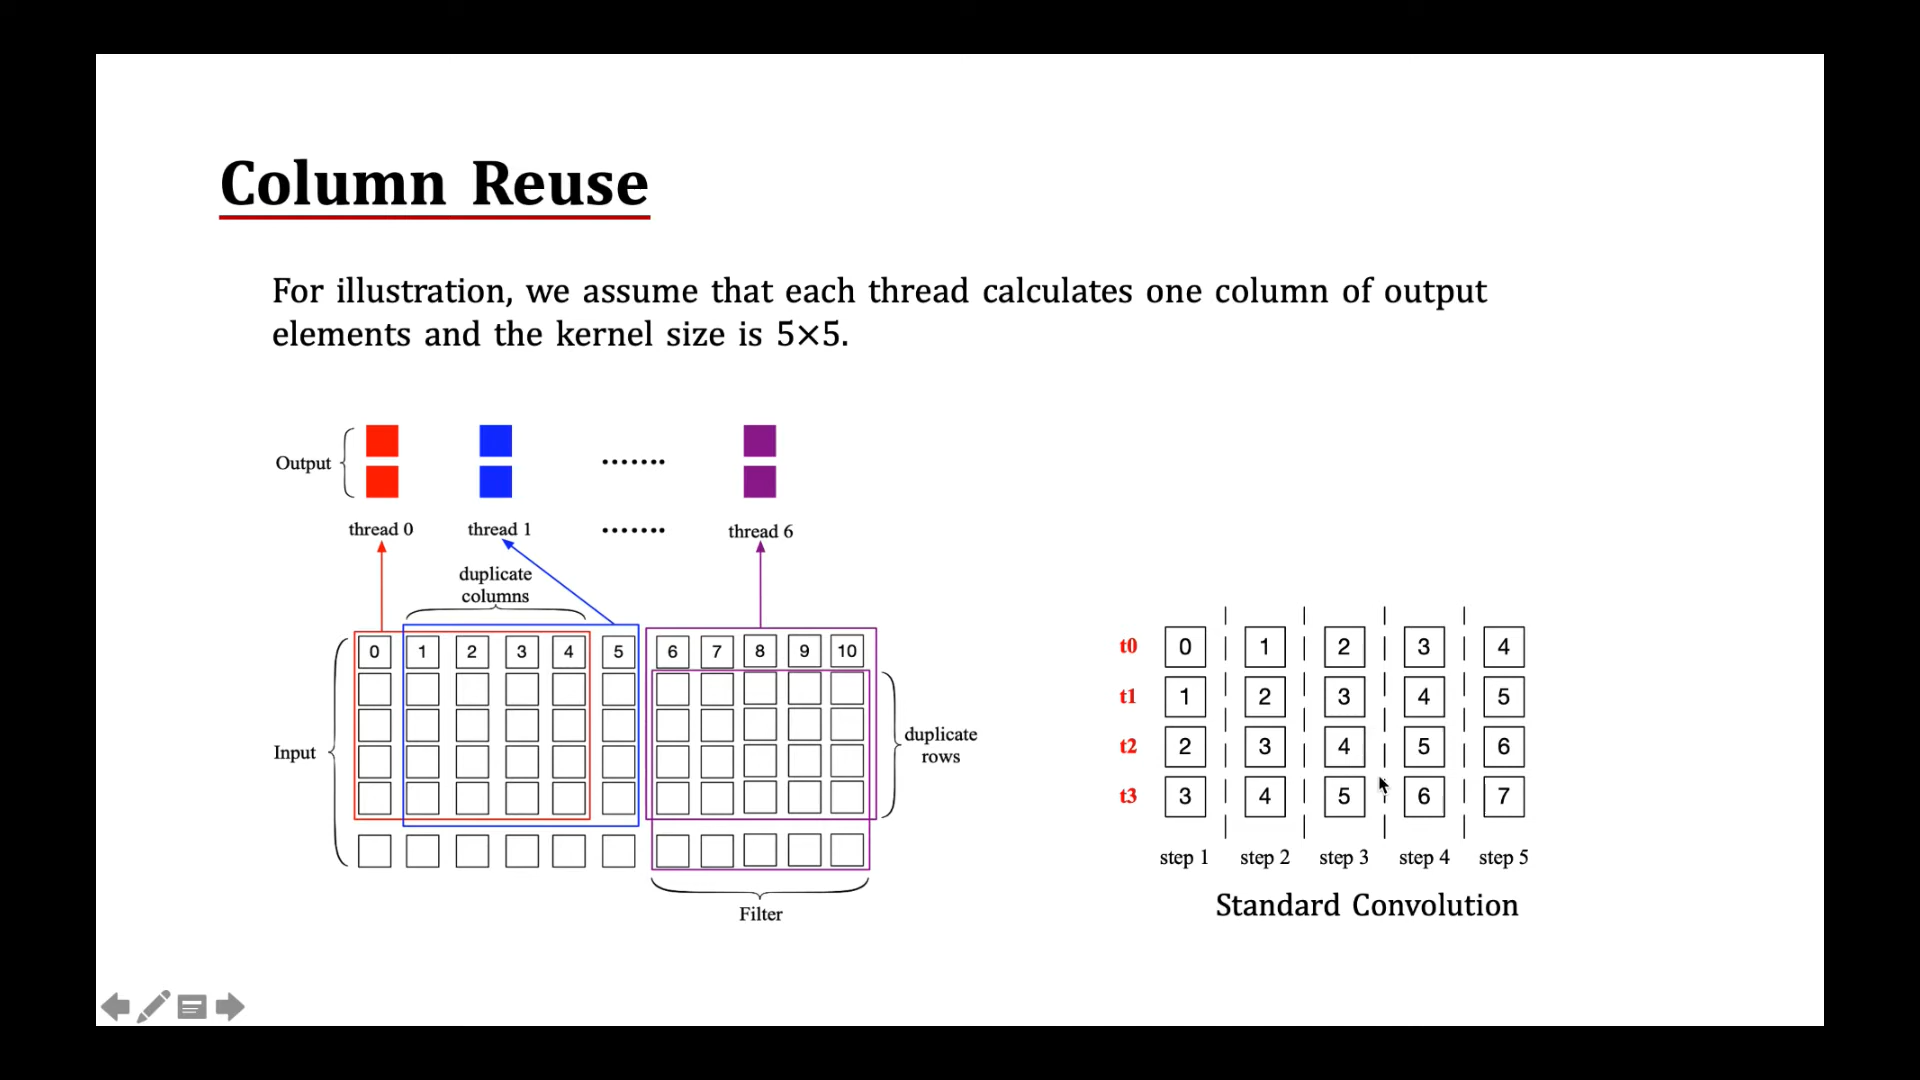 Column Reuse
For illustration, we assume that each thread calculates one column of output
elements and the kernel size is 5×5.
Output
.......
thread 0
thread 1
.......
thread 6
duplicate
columns
0 1 2 3 4 5 6 7 8 9 10
Input
duplicate
rows
Filter
t0 0 1 2 3 4
t1 1 2 3 4 5
t2 2 3 4 5 6
t3 3 4 5 6 7
step 1 step 2 step 3 step 4 step 5
Standard Convolution